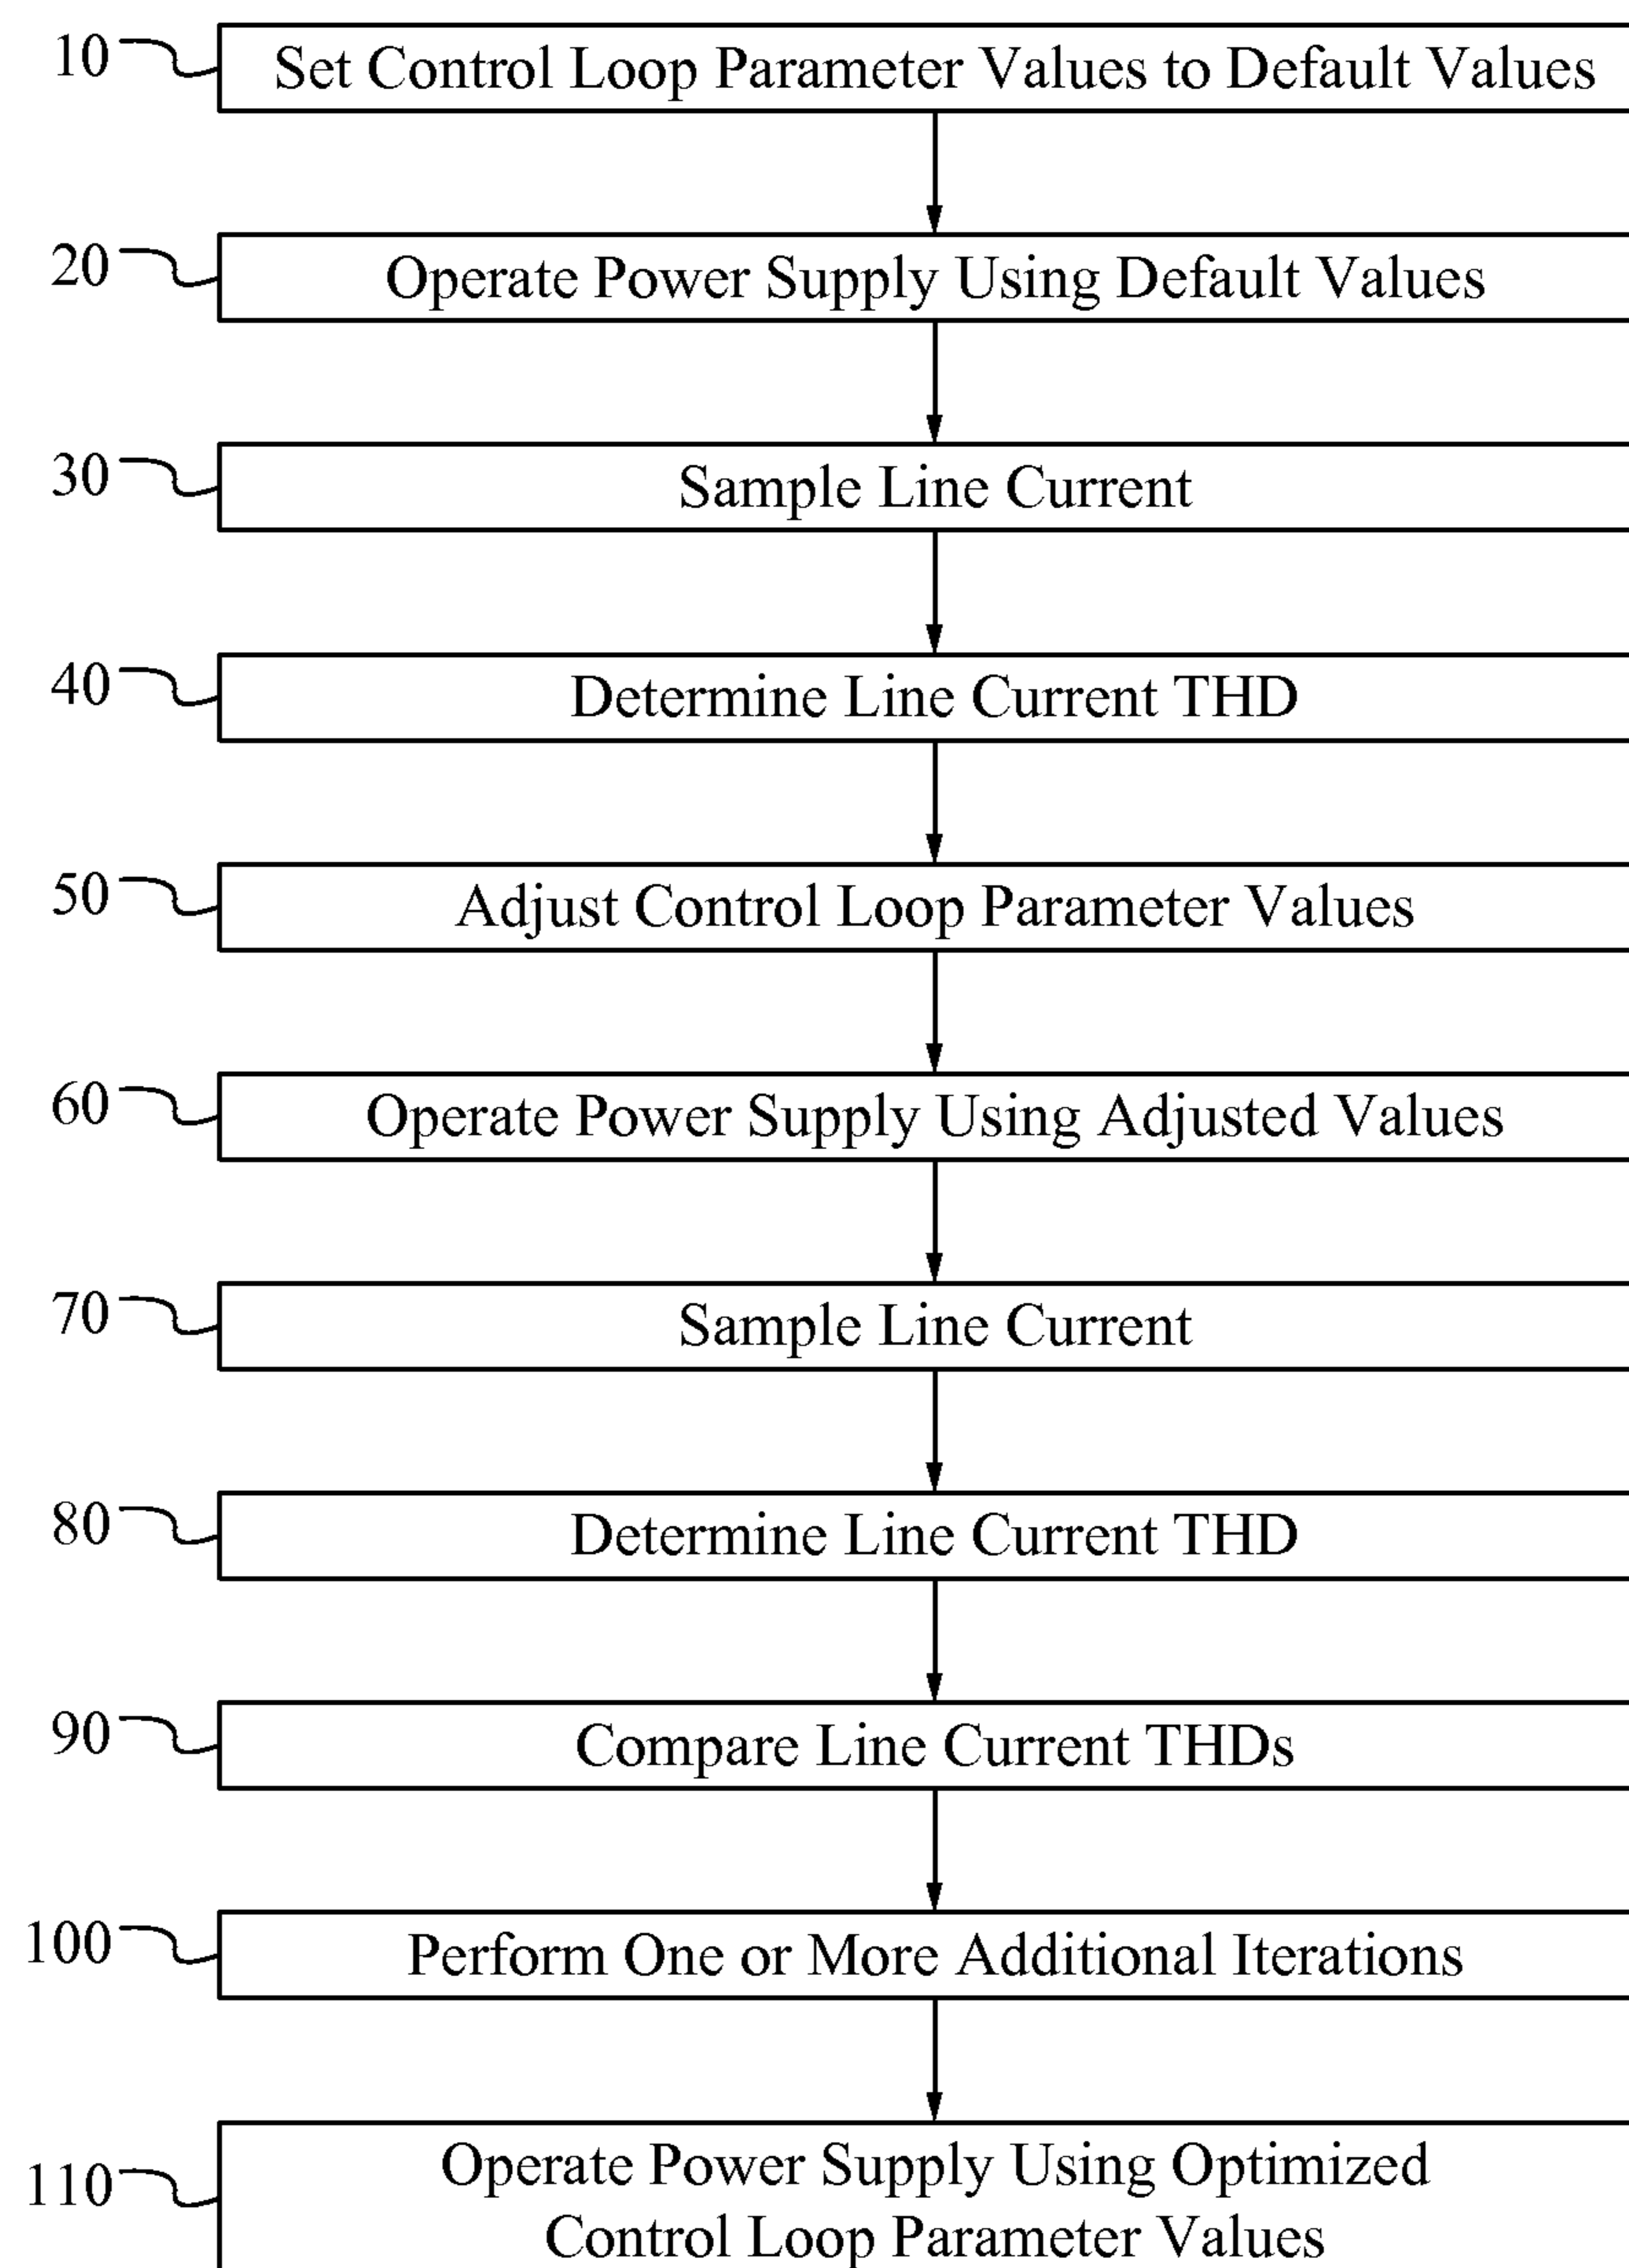 10 Set Control Loop Parameter Values to Default Values
20 Operate Power Supply Using Default Values
30 Sample Line Current
40 Determine Line Current THD
50 Adjust Control Loop Parameter Values
60 Operate Power Supply Using Adjusted Values
70 Sample Line Current
80 Determine Line Current THD
90 Compare Line Current THDs
100 Perform One or More Additional Iterations
110 Operate Power Supply Using Optimized
Control Loop Parameter Values